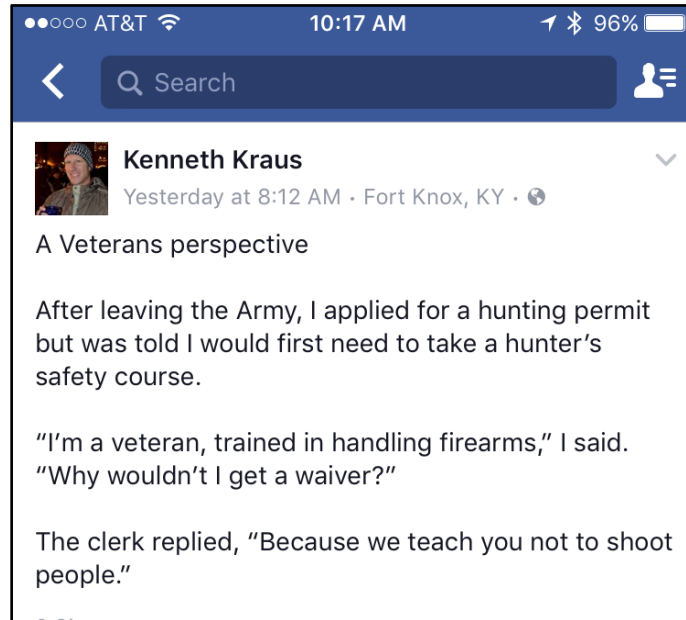 AT&T 10:17 AM 96%
Search
Kenneth Kraus
Yesterday at 8:12 AM · Fort Knox, KY ·
A Veterans perspective
After leaving the Army, I applied for a hunting permit
but was told I would first need to take a hunter’s
safety course.
“I’m a veteran, trained in handling firearms,” I said.
“Why wouldn’t I get a waiver?”
The clerk replied, “Because we teach you not to shoot
people.”